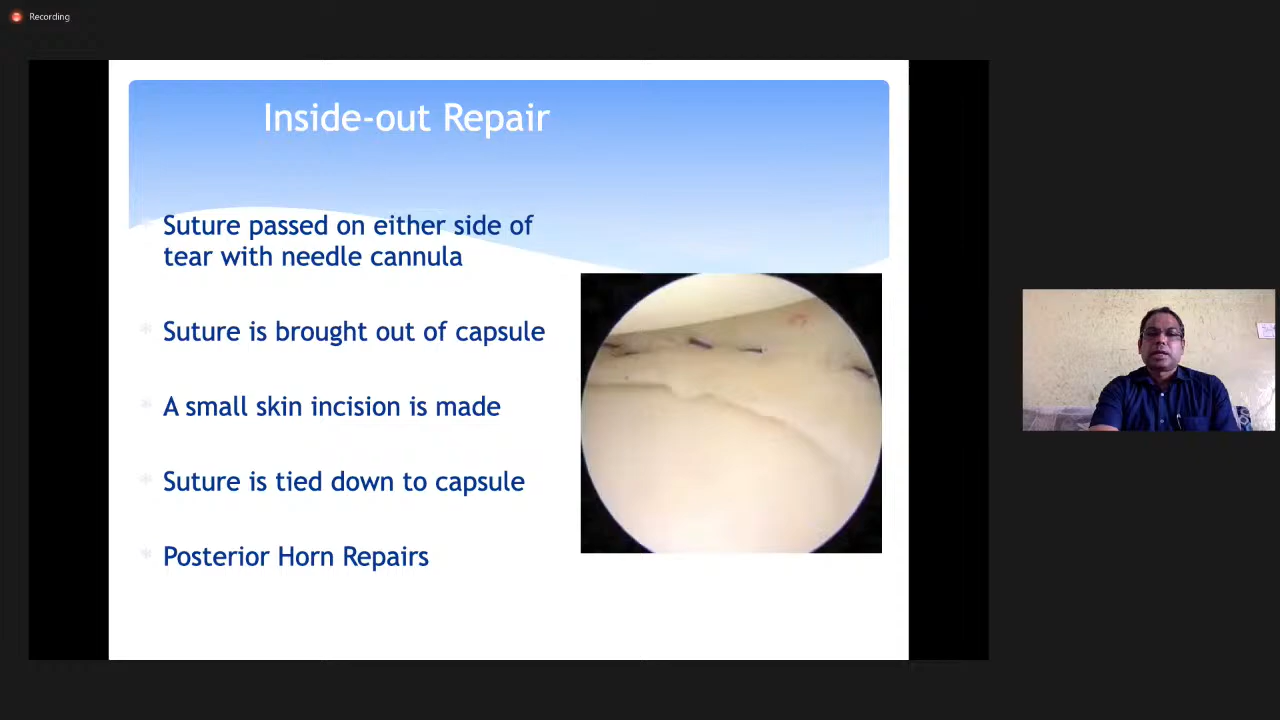 Recording
Inside-out Repair
Suture passed on either side of
tear with needle cannula
Suture is brought out of capsule
A small skin incision is made
Suture is tied down to capsule
Posterior Horn Repairs